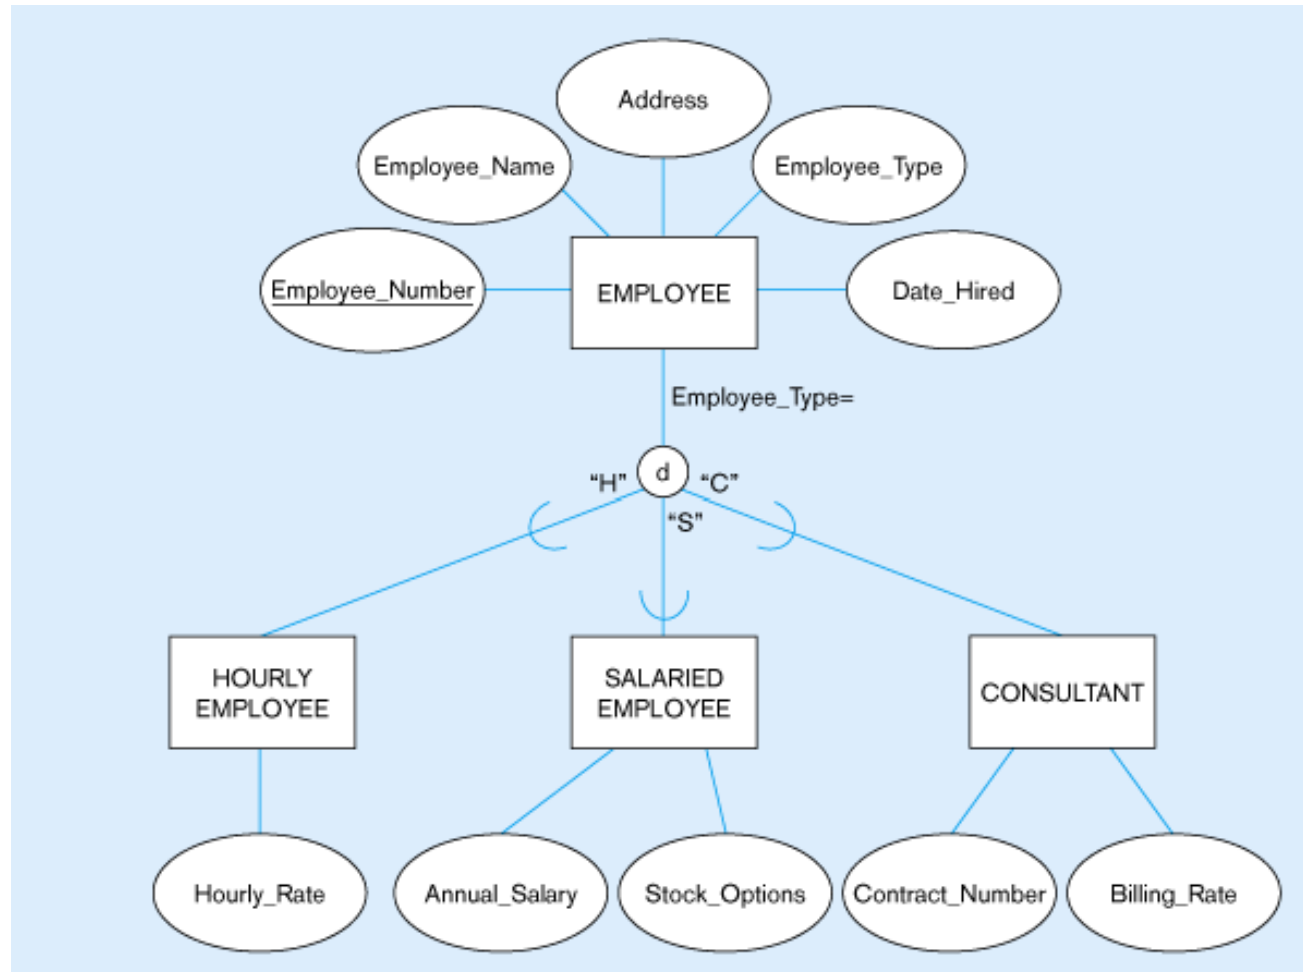 Address
Employee_Name
Employee_Type
Employee_Number
EMPLOYEE
Date_Hired
Employee_Type=
d
“H”
“C”
“S”
HOURLY
EMPLOYEE
SALARIED
EMPLOYEE
CONSULTANT
Hourly_Rate
Annual_Salary
Stock_Options
Contract_Number
Billing_Rate